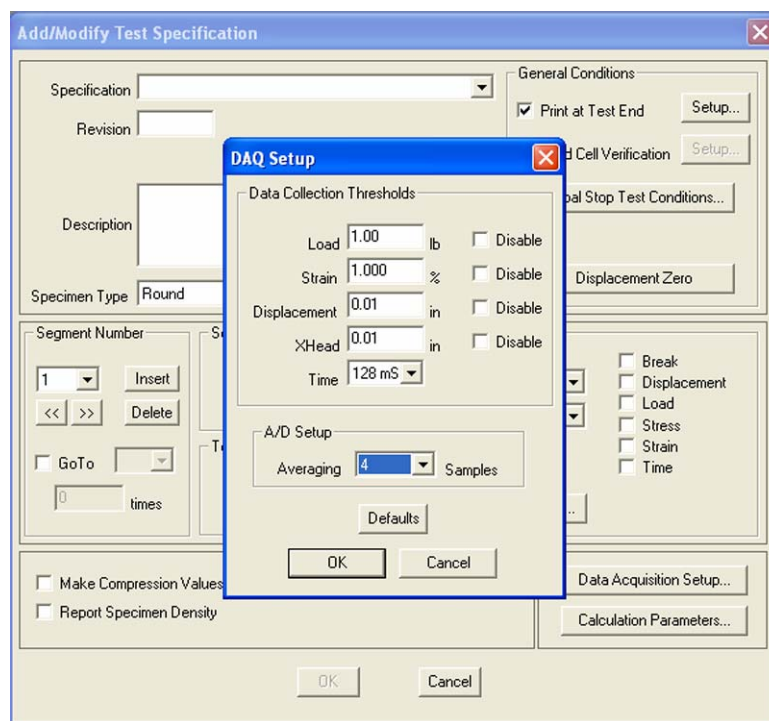 Add/Modify Test Specification
Specification
Revision
Description
Specimen Type Round
General Conditions
Print at Test End Setup...
Cell Verification Setup...
Stop Test Conditions...
Displacement Zero
DAQ Setup
Data Collection Thresholds
Load 1.00 lb Disable
Strain 1.000 % Disable
Displacement 0.01 in Disable
XHead 0.01 in Disable
Time 128 mS
A/D Setup
Averaging 4 Samples
Defaults
OK Cancel
Segment Number
1 Insert
<< >> Delete
GoTo
0 times
Break
Displacement
Load
Stress
Strain
Time
Make Compression Values
Report Specimen Density
Data Acquisition Setup...
Calculation Parameters...
OK Cancel